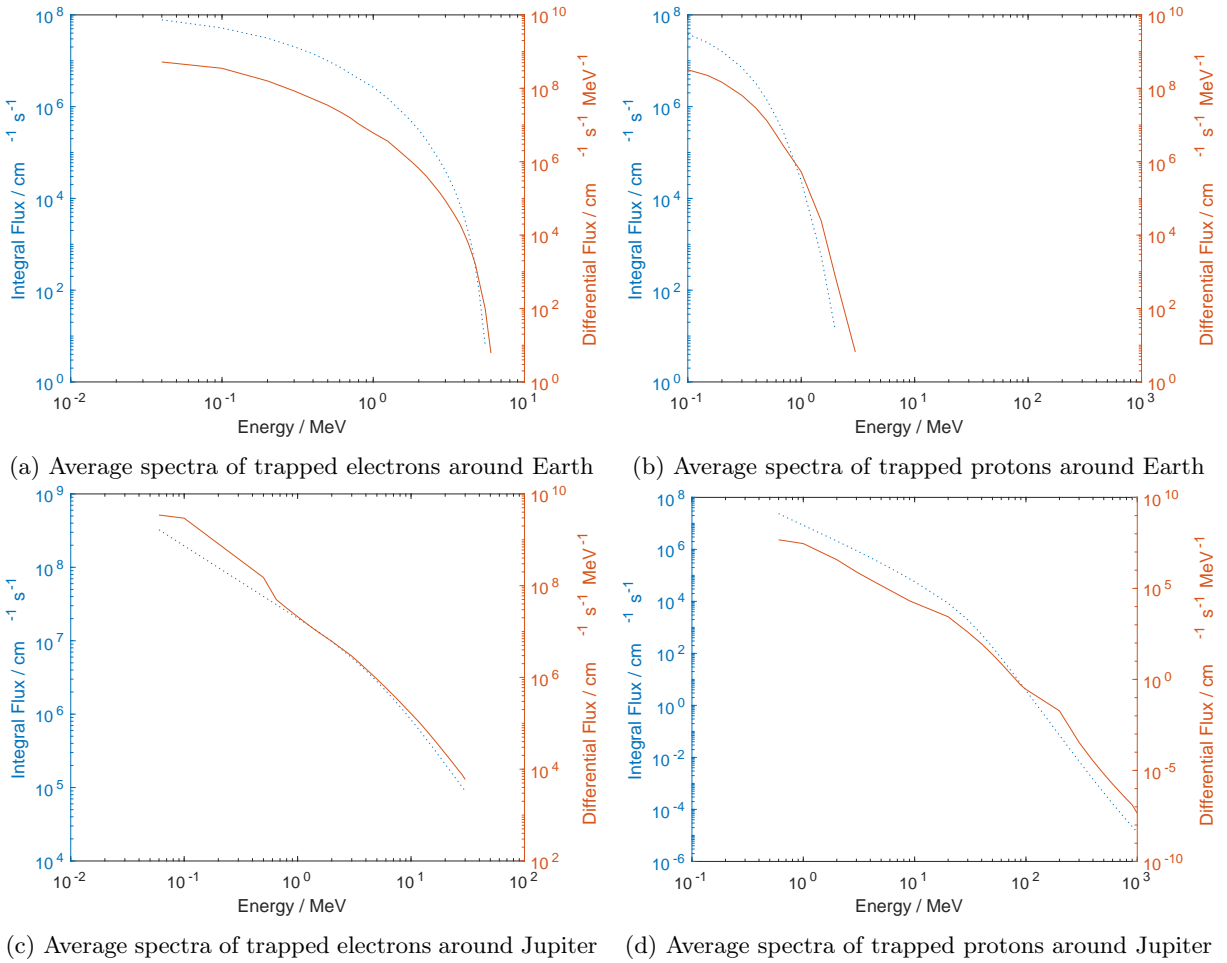 10^8
10^6
10^4
10^2
10^0
Integral Flux / cm ^-1 s^-1
10^10
10^8
10^6
10^4
10^2
10^0
Differential Flux / cm ^-1 s^-1 MeV^-1
10^-2 10^-1 10^0 10^1
Energy / MeV
(a) Average spectra of trapped electrons around Earth
10^8
10^6
10^4
10^2
10^0
Integral Flux / cm ^-1 s^-1
10^10
10^8
10^6
10^4
10^2
10^0
Differential Flux / cm ^-1 s^-1 MeV^-1
10^-1 10^0 10^1 10^2 10^3
Energy / MeV
(b) Average spectra of trapped protons around Earth
10^9
10^8
10^7
10^6
10^5
10^4
Integral Flux / cm ^-1 s^-1
10^10
10^8
10^6
10^4
10^2
Differential Flux / cm ^-1 s^-1 MeV^-1
10^-2 10^-1 10^0 10^1 10^2
Energy / MeV
(c) Average spectra of trapped electrons around Jupiter
10^8
10^6
10^4
10^2
10^0
10^-2
10^-4
10^-6
Integral Flux / cm ^-1 s^-1
10^10
10^5
10^0
10^-5
10^-10
Differential Flux / cm ^-1 s^-1 MeV^-1
10^-1 10^0 10^1 10^2 10^3
Energy / MeV
(d) Average spectra of trapped protons around Jupiter